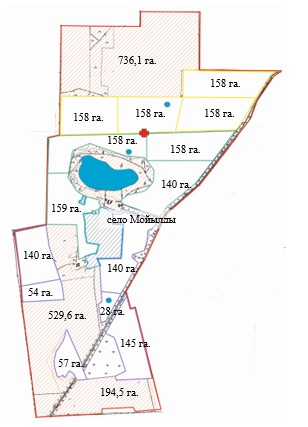 736,1 га.
158 га.
158 га.
158 га.
158 га.
158 га.
158 га.
140 га.
159 га.
село Мойылды
140 га.
140 га.
54 га.
28 га.
529,6 га.
145 га.
57 га.
194,5 га.